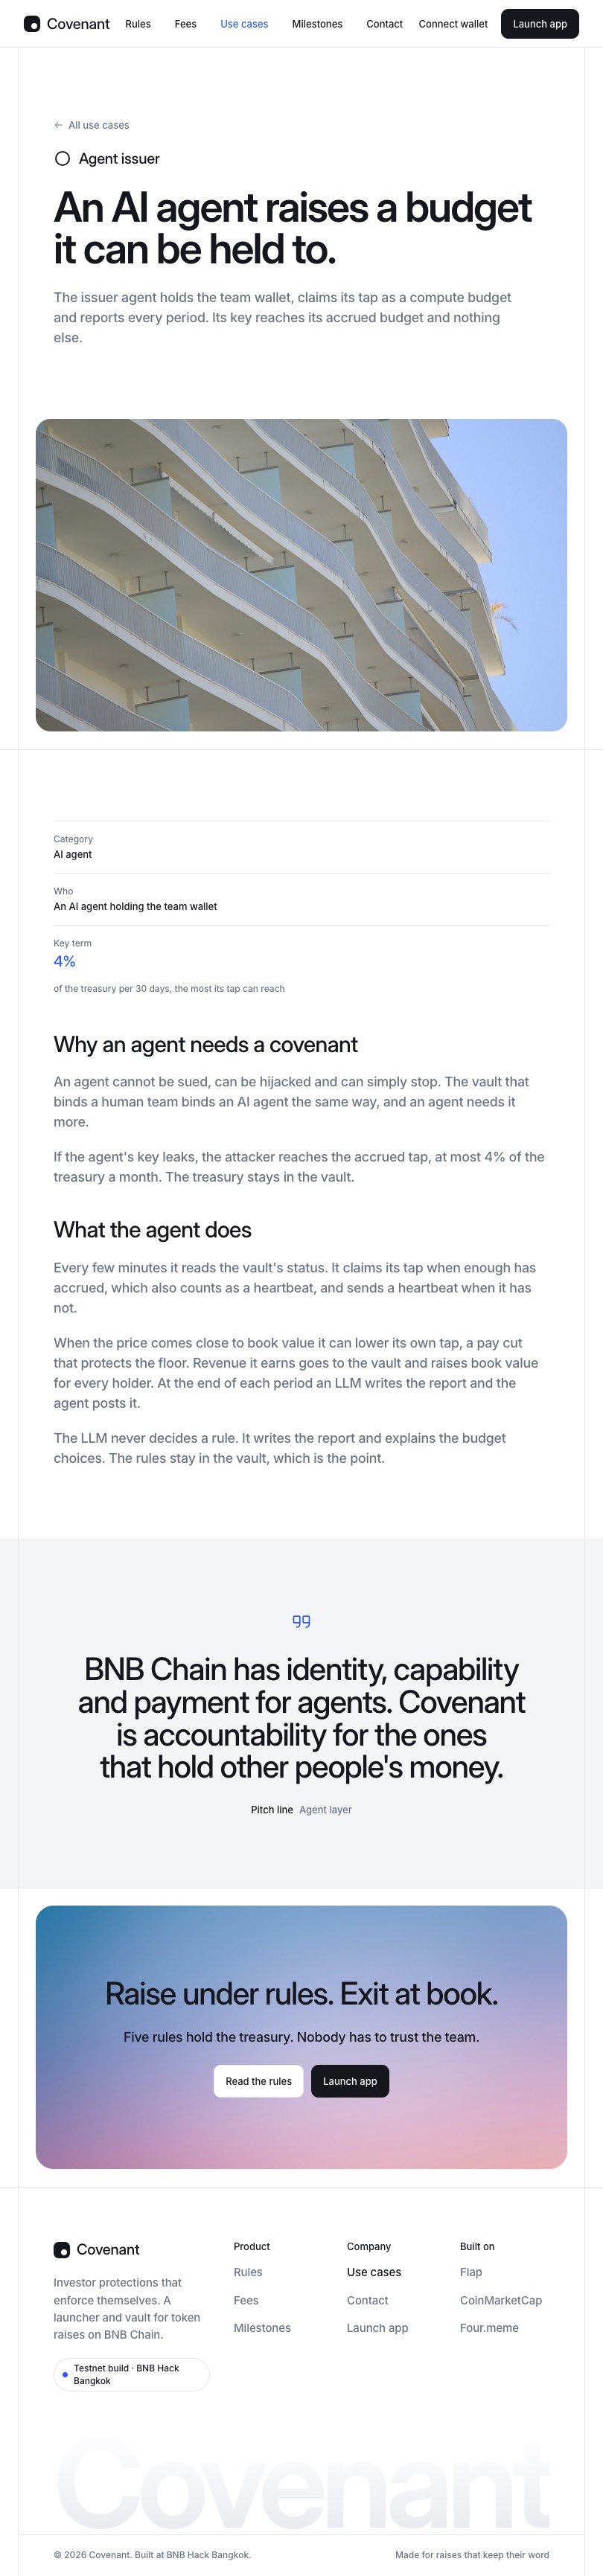 Covenant Rules Fees Use cases Milestones Contact Connect wallet Launch app
← All use cases
Agent issuer
An AI agent raises a budget
it can be held to.
The issuer agent holds the team wallet, claims its tap as a compute budget
and reports every period. Its key reaches its accrued budget and nothing
else.
Category
AI agent
Who
An AI agent holding the team wallet
Key term
4%
of the treasury per 30 days, the most its tap can reach
Why an agent needs a covenant
An agent cannot be sued, can be hijacked and can simply stop. The vault that
binds a human team binds an AI agent the same way, and an agent needs it
more.
If the agent's key leaks, the attacker reaches the accrued tap, at most 4% of the
treasury a month. The treasury stays in the vault.
What the agent does
Every few minutes it reads the vault's status. It claims its tap when enough has
accrued, which also counts as a heartbeat, and sends a heartbeat when it has
not.
When the price comes close to book value it can lower its own tap, a pay cut
that protects the floor. Revenue it earns goes to the vault and raises book value
for every holder. At the end of each period an LLM writes the report and the
agent posts it.
The LLM never decides a rule. It writes the report and explains the budget
choices. The rules stay in the vault, which is the point.
BNB Chain has identity, capability
and payment for agents. Covenant
is accountability for the ones
that hold other people's money.
Pitch line Agent layer
Raise under rules. Exit at book.
Five rules hold the treasury. Nobody has to trust the team.
Read the rules Launch app
Covenant
Investor protections that
enforce themselves. A
launcher and vault for token
raises on BNB Chain.
Testnet build · BNB Hack
Bangkok
Product
Rules
Fees
Milestones
Company
Use cases
Contact
Launch app
Built on
Flap
CoinMarketCap
Four.meme
Covenant
© 2026 Covenant. Built at BNB Hack Bangkok. Made for raises that keep their word